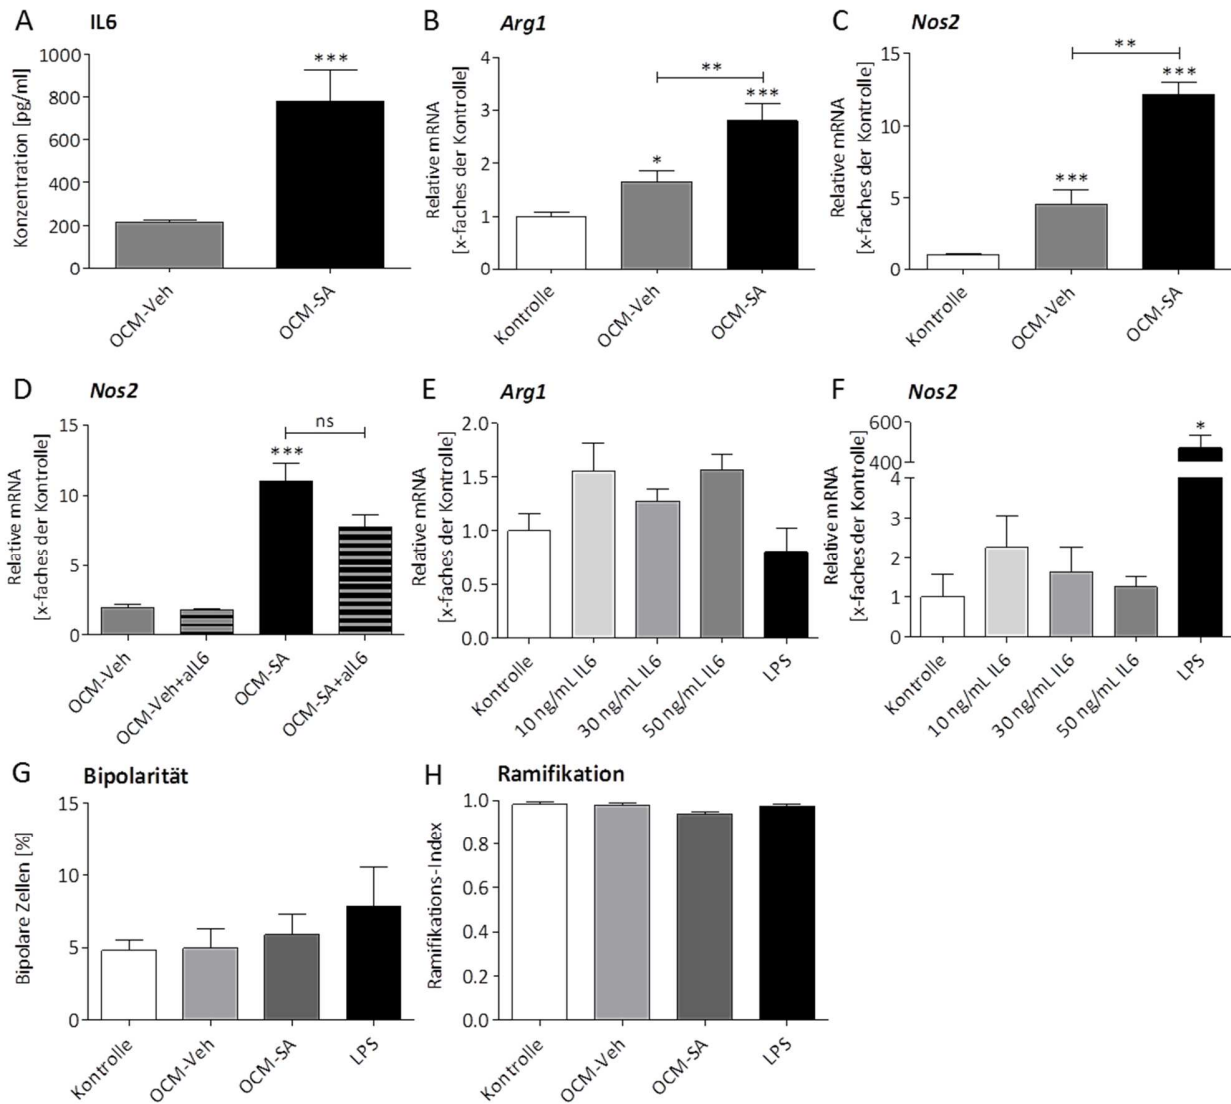 A IL6
Konzentration [pg/ml]
1000
800
600
400
200
0
***
OCM-Veh
OCM-SA
B Arg1
Relative mRNA
[x-faches der Kontrolle]
4
3
2
1
0
**
***
*
Kontrolle
OCM-Veh
OCM-SA
C Nos2
Relative mRNA
[x-faches der Kontrolle]
15
10
5
0
**
***
***
Kontrolle
OCM-Veh
OCM-SA
D Nos2
Relative mRNA
[x-faches der Kontrolle]
15
10
5
0
ns
***
OCM-Veh
OCM-Veh+aIL6
OCM-SA
OCM-SA+aIL6
E Arg1
Relative mRNA
[x-faches der Kontrolle]
2.0
1.5
1.0
0.5
0.0
Kontrolle
10 ng/mL IL6
30 ng/mL IL6
50 ng/mL IL6
LPS
F Nos2
Relative mRNA
[x-faches der Kontrolle]
600
400
4
3
2
1
0
*
Kontrolle
10 ng/mL IL6
30 ng/mL IL6
50 ng/mL IL6
LPS
G Bipolarität
Bipolare Zellen [%]
15
10
5
0
Kontrolle
OCM-Veh
OCM-SA
LPS
H Ramifikation
Ramifikations-Index
1.0
0.8
0.6
0.4
0.2
0.0
Kontrolle
OCM-Veh
OCM-SA
LPS